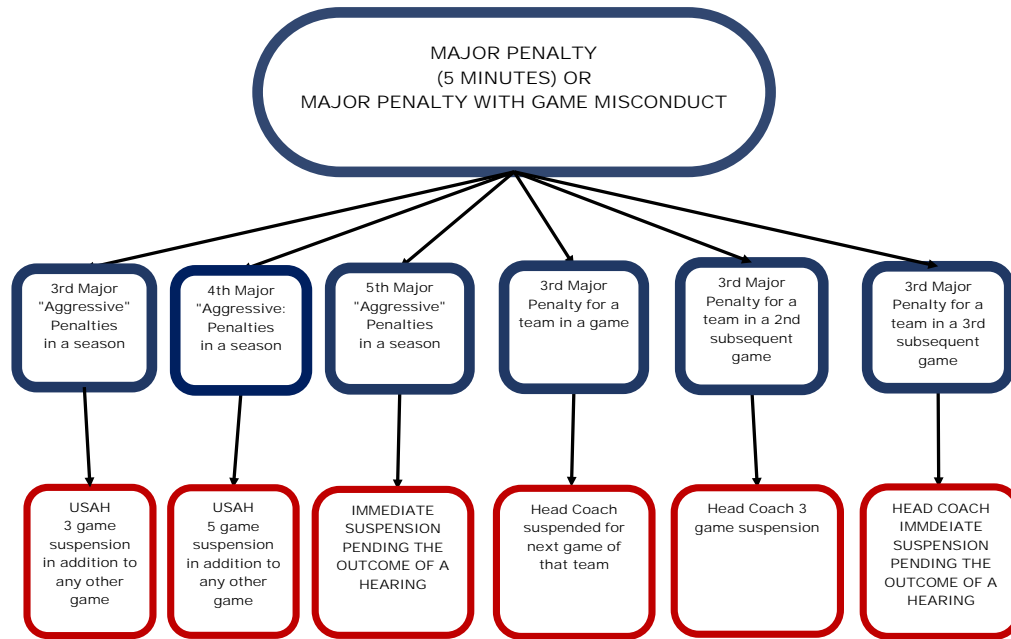 MAJOR PENALTY
(5 MINUTES) OR
MAJOR PENALTY WITH GAME MISCONDUCT
3rd Major
"Aggressive"
Penalties
in a season
4th Major
"Aggressive:
Penalties
in a season
5th Major
"Aggressive"
Penalties
in a season
3rd Major
Penalty for a
team in a game
3rd Major
Penalty for a
team in a 2nd
subsequent
game
3rd Major
Penalty for a
team in a 3rd
subsequent
game
USAH
3 game
suspension
in addition to
any other
game
USAH
5 game
suspension
in addition to
any other
game
IMMEDIATE
SUSPENSION
PENDING THE
OUTCOME OF A
HEARING
Head Coach
suspended for
next game of
that team
Head Coach 3
game suspension
HEAD COACH
IMMDEIATE
SUSPENSION
PENDING THE
OUTCOME OF A
HEARING